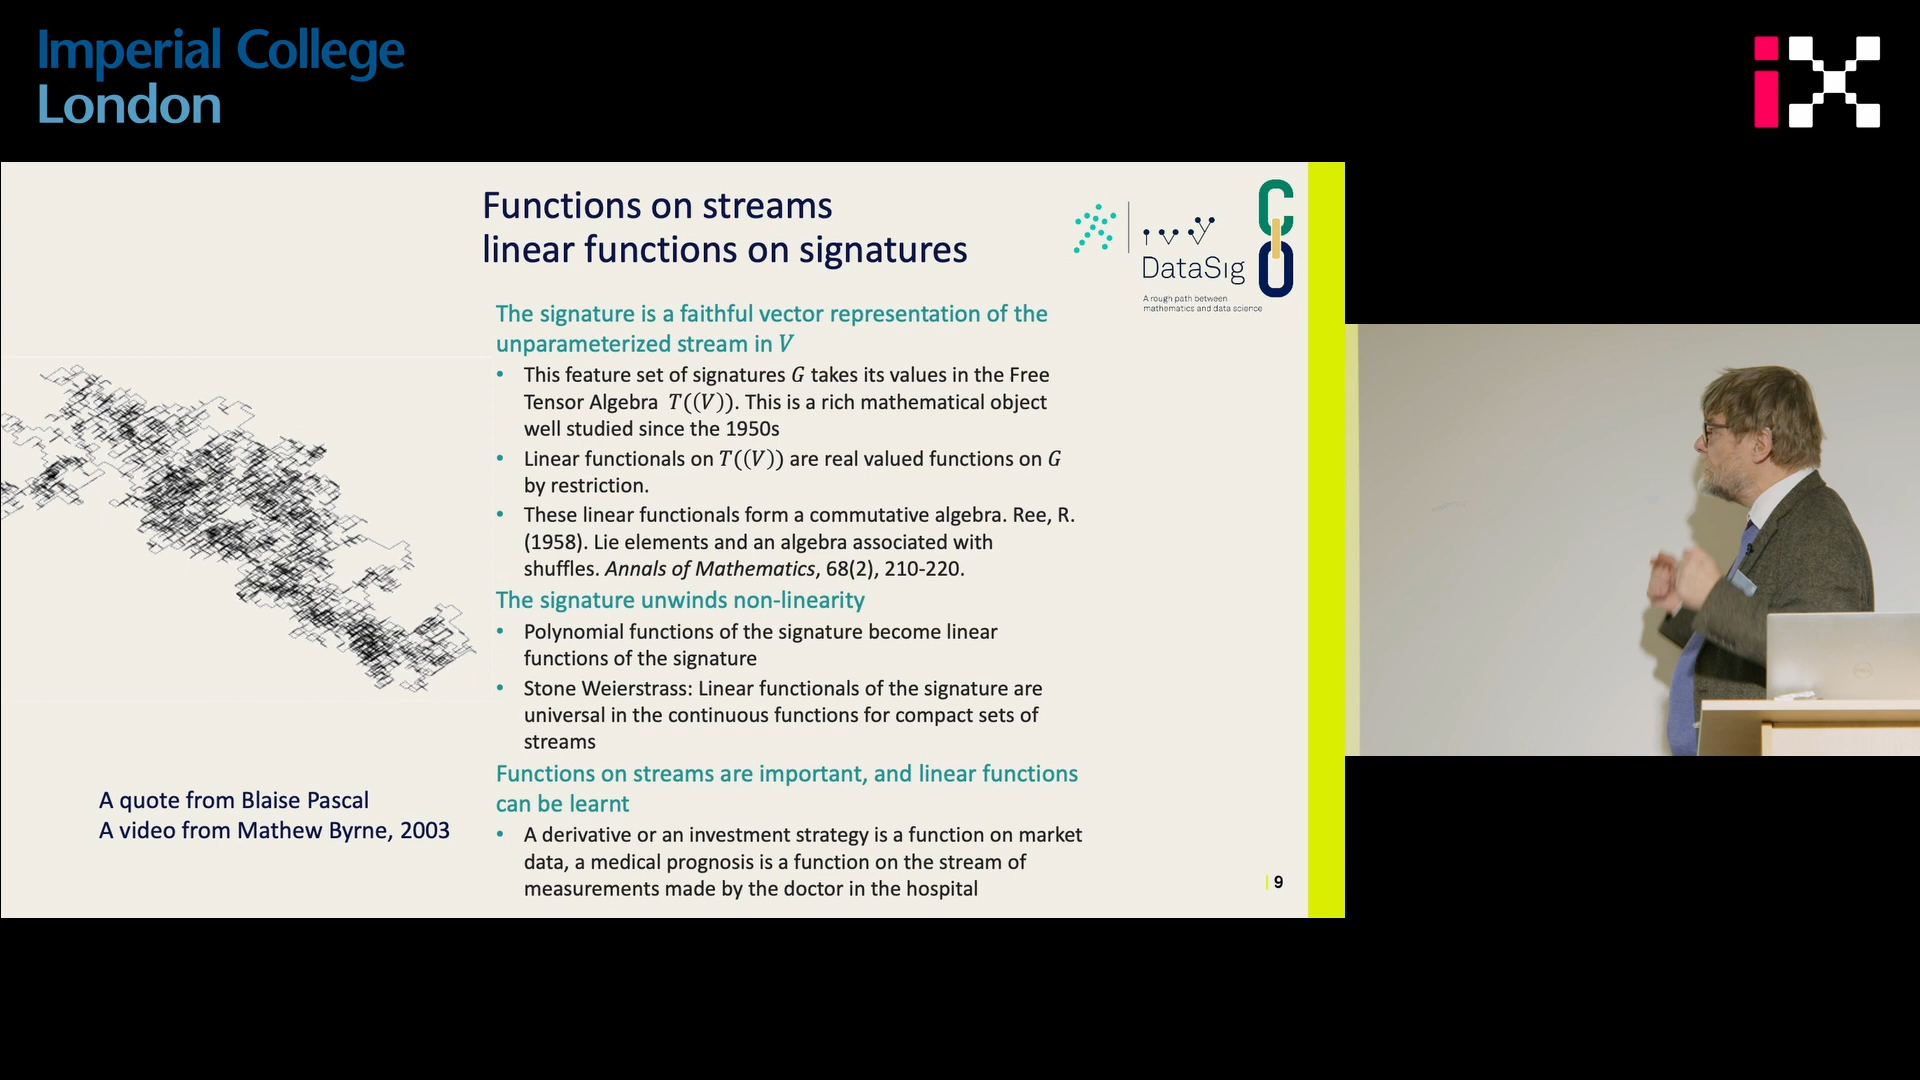 Imperial College
London
iX
Functions on streams
linear functions on signatures
DataSig
A rough path between
mathematics and data science
The signature is a faithful vector representation of the
unparameterized stream in V
• This feature set of signatures G takes its values in the Free
Tensor Algebra T((V)). This is a rich mathematical object
well studied since the 1950s
• Linear functionals on T((V)) are real valued functions on G
by restriction.
• These linear functionals form a commutative algebra. Ree, R.
(1958). Lie elements and an algebra associated with
shuffles. Annals of Mathematics, 68(2), 210-220.
The signature unwinds non-linearity
• Polynomial functions of the signature become linear
functions of the signature
• Stone Weierstrass: Linear functionals of the signature are
universal in the continuous functions for compact sets of
streams
Functions on streams are important, and linear functions
can be learnt
• A derivative or an investment strategy is a function on market
data, a medical prognosis is a function on the stream of
measurements made by the doctor in the hospital
A quote from Blaise Pascal
A video from Mathew Byrne, 2003
| 9